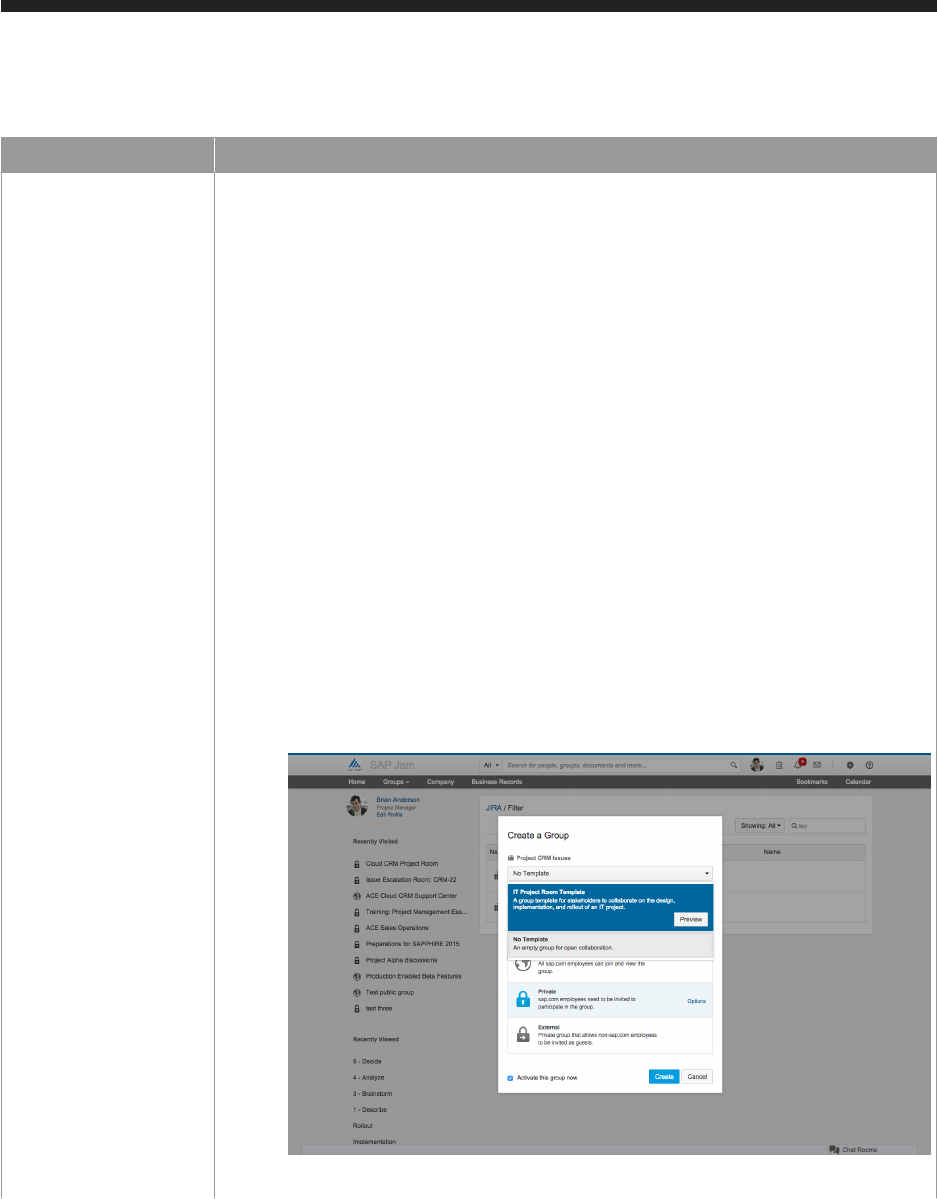 SAP Jam
All
Search for people, groups, documents and more...
Home
Groups
Company
Business Records
Bookmarks
Calendar
Brian Anderson
Project Manager
Edit Profile
Recently Visited
Cloud CRM Project Room
Issue Escalation Room: CRM-22
ACE Cloud CRM Support Center
Training: Project Management Ess...
ACE Sales Operaitons
Preparations for SAPPHIRE 2015
Project Alpha discussions
Production Enabled Beta Features
Test public group
test three
Recently Viewed
5 - Decide
4 - Analyze
3 - Brainstorm
1 - Describe
Rollout
Implementation
JIRA / Filter
Showing: All
Name
Create a Group
Project CRM Issues
No Template
IT Project Room Template
A group template for stakeholders to collaborate on the design,
implementation, and rollout of an IT project.
Preview
No Template
An empty group for open collaboration.
All sap.com employees can join and view the
group.
Private
sap.com employees need to be invited to
participate in the group.
Options
External
Private group that allows non-sap.com employees
to be invited as guests.
Activate this group now
Create
Cancel
Chat Rooms